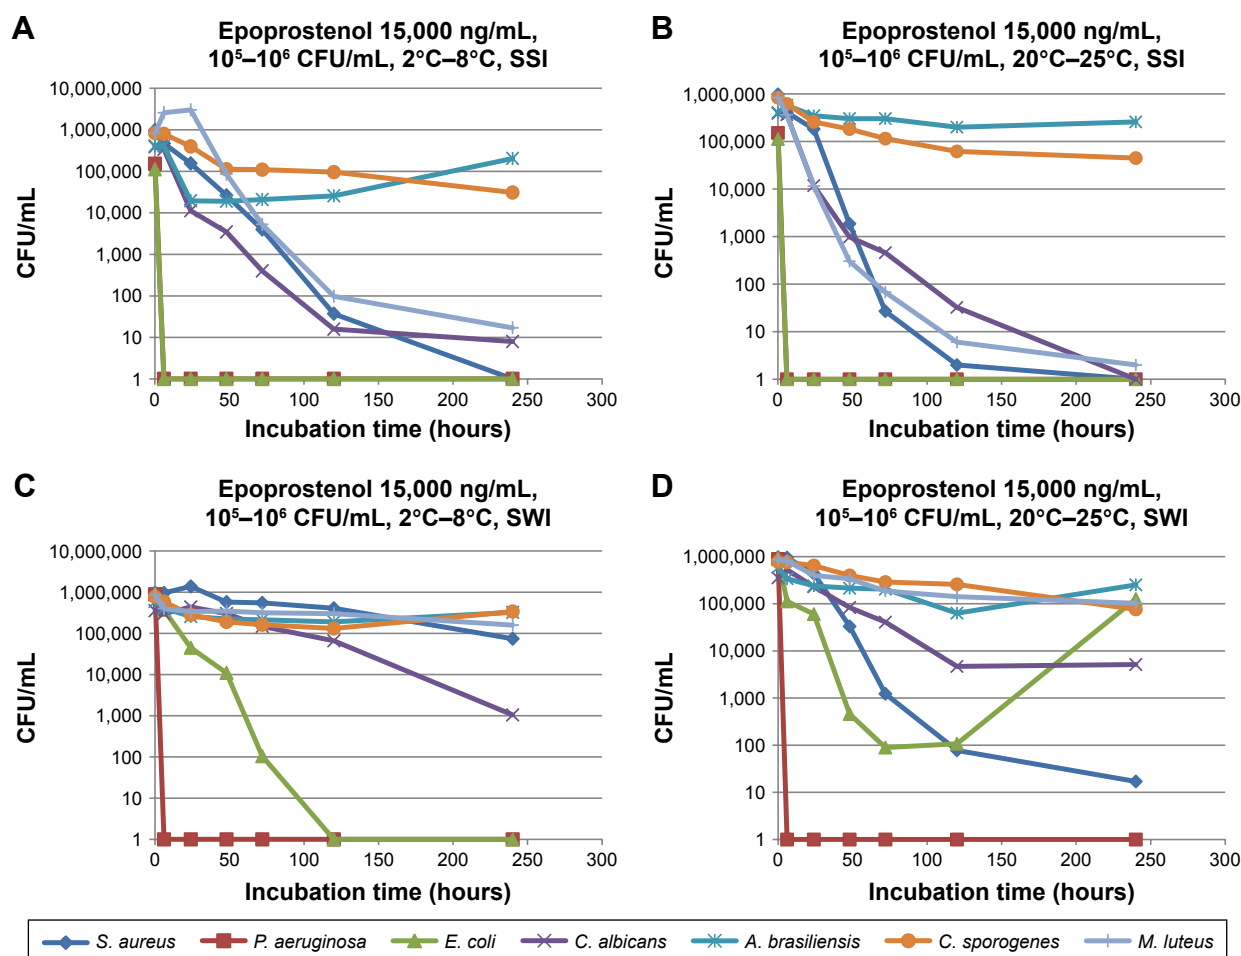 A
Epoprostenol 15,000 ng/mL,
10⁵–10⁶ CFU/mL, 2°C–8°C, SSI
CFU/mL
10,000,000
1,000,000
100,000
10,000
1,000
100
10
1
0 50 100 150 200 250 300
Incubation time (hours)
B
Epoprostenol 15,000 ng/mL,
10⁵–10⁶ CFU/mL, 20°C–25°C, SSI
CFU/mL
1,000,000
100,000
10,000
1,000
100
10
1
0 50 100 150 200 250 300
Incubation time (hours)
C
Epoprostenol 15,000 ng/mL,
10⁵–10⁶ CFU/mL, 2°C–8°C, SWI
CFU/mL
10,000,000
1,000,000
100,000
10,000
1,000
100
10
1
0 50 100 150 200 250 300
Incubation time (hours)
D
Epoprostenol 15,000 ng/mL,
10⁵–10⁶ CFU/mL, 20°C–25°C, SWI
CFU/mL
1,000,000
100,000
10,000
1,000
100
10
1
0 50 100 150 200 250 300
Incubation time (hours)
S. aureus P. aeruginosa E. coli C. albicans A. brasiliensis C. sporogenes M. luteus